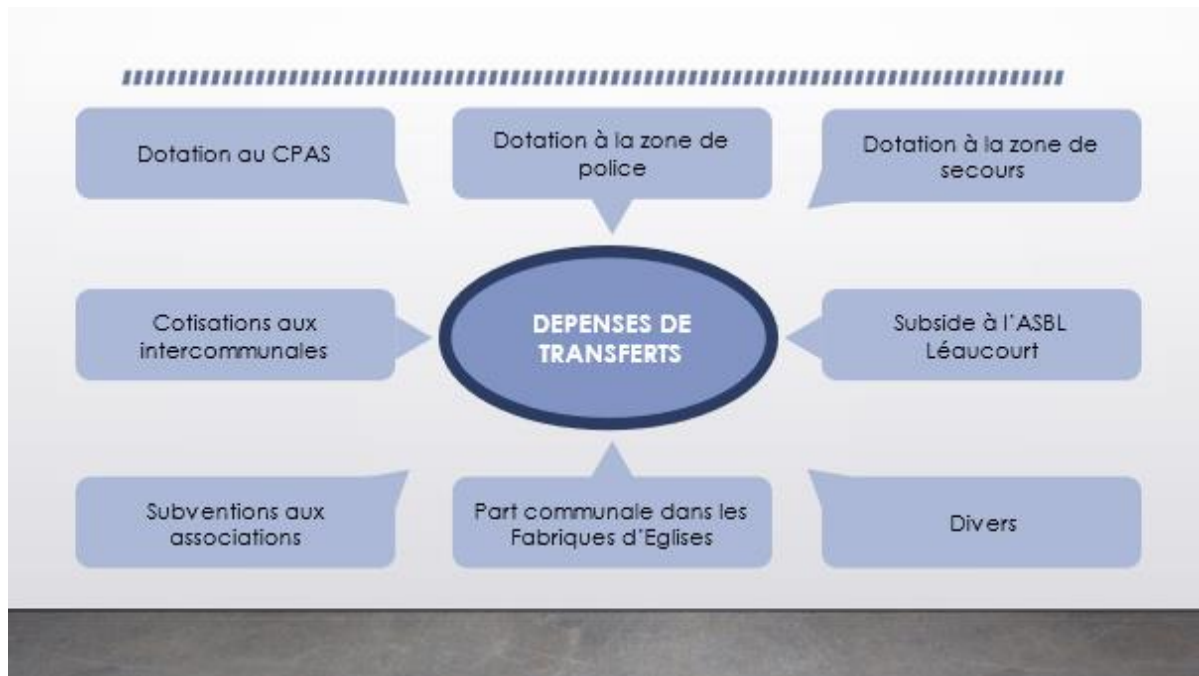 Dotation au CPAS
Dotation à la zone de
police
Dotation à la zone de
secours
Cotisations aux
intercommunales
DEPENSES DE
TRANSFERTS
Subside à l'ASBL
Léaucourt
Subventions aux
associations
Part communale dans les
Fabriques d'Eglises
Divers